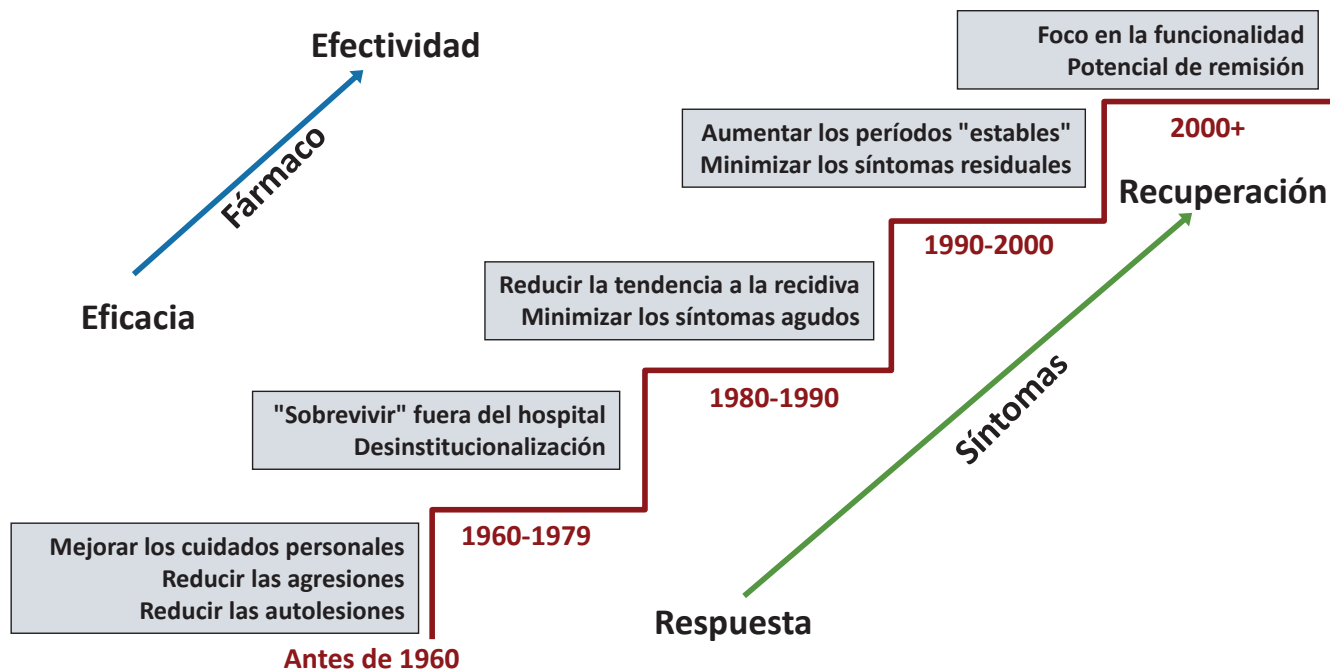 Efectividad
Fármaco
Eficacia
Foco en la funcionalidad
Potencial de remisión
2000+
Aumentar los períodos "estables"
Minimizar los síntomas residuales
1990-2000
Recuperación
Síntomas
Respuesta
Reducir la tendencia a la recidiva
Minimizar los síntomas agudos
1980-1990
"Sobrevivir" fuera del hospital
Desinstitucionalización
1960-1979
Mejorar los cuidados personales
Reducir las agresiones
Reducir las autolesiones
Antes de 1960